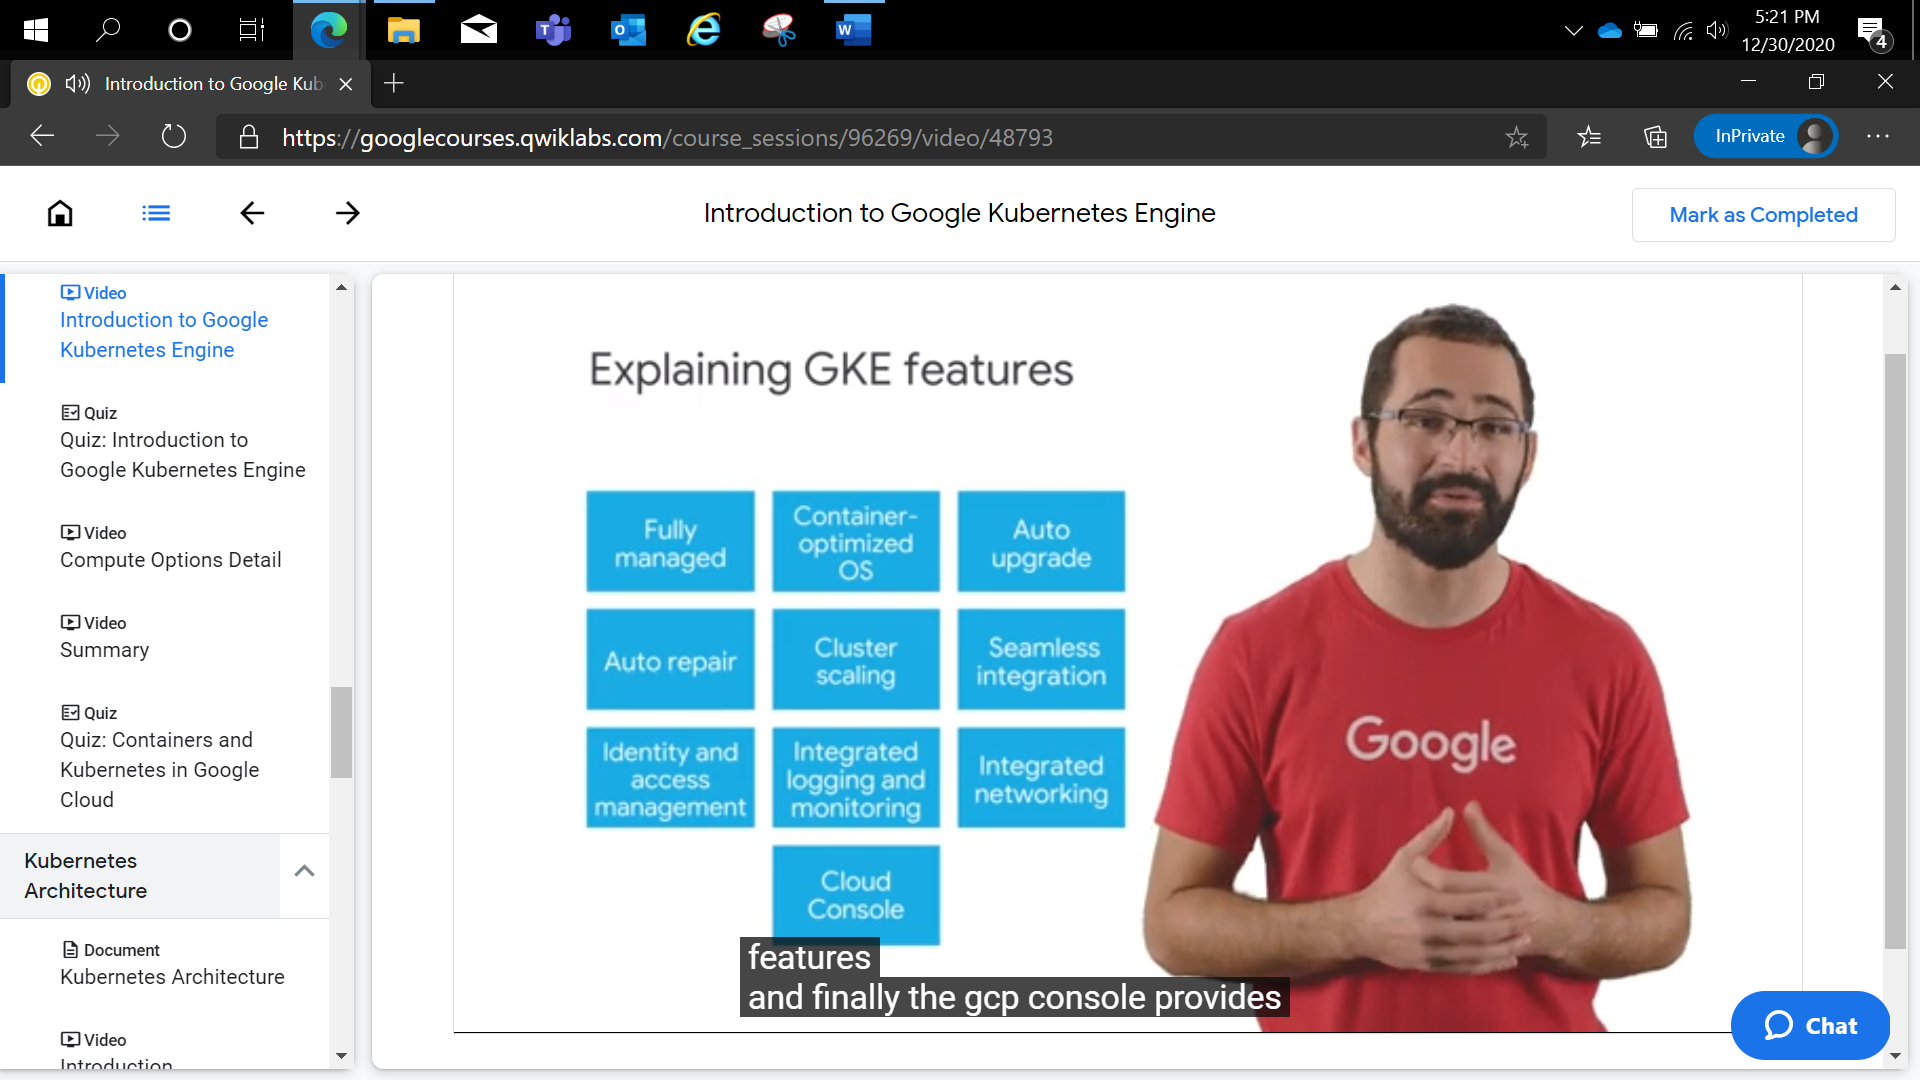 5:21 PM
12/30/2020
4
Introduction to Google Kub
https://googlecourses.qwiklabs.com/course_sessions/96269/video/48793
InPrivate
Introduction to Google Kubernetes Engine
Mark as Completed
Video
Introduction to Google
Kubernetes Engine
Quiz
Quiz: Introduction to
Google Kubernetes Engine
Video
Compute Options Detail
Video
Summary
Quiz
Quiz: Containers and
Kubernetes in Google
Cloud
Kubernetes
Architecture
Document
Kubernetes Architecture
Video
Introduction
Explaining GKE features
Fully
managed
Container-
optimized
OS
Auto
upgrade
Auto repair
Cluster
scaling
Seamless
integration
Identity and
access
management
Integrated
logging and
monitoring
Integrated
networking
Cloud
Console
Google
features
and finally the gcp console provides
Chat